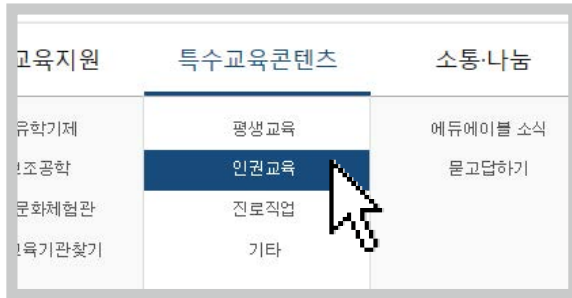 교육지원 특수교육콘텐츠 소통·나눔
유학기제 평생교육 에듀에이블 소식
조공학 인권교육 묻고답하기
문화체험관 진로직업
육기관찾기 기타